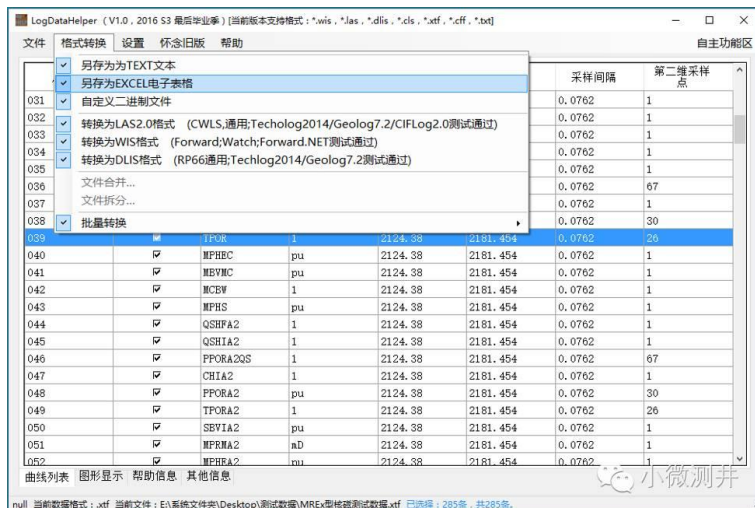 LogDataHelper （V1.0，2016 S3 最后毕业季）[当前版本支持格式：*.wis , *.las , *.dlis , *.cls , *.xtf , *.cff , *.txt]
文件 格式转换 设置 怀念旧版 帮助 自主功能区
另存为为TEXT文本
另存为EXCEL电子表格
自定义二进制文件
转换为LAS2.0格式 (CWLS,通用;Techolog2014/Geolog7.2/CIFLog2.0测试通过)
转换为WIS格式 (Forward;Watch;Forward.NET测试通过)
转换为DLIS格式 (RP66通用;Techlog2014/Geolog7.2测试通过)
文件合并...
文件拆分...
批量转换
采样间隔 第二维采样点
031 0.0762 1
032 0.0762 1
033 0.0762 1
034 0.0762 1
035 0.0762 1
036 0.0762 67
037 0.0762 1
038 0.0762 30
039 TPOR 1 2124.38 2181.454 0.0762 26
040 MPHEC pu 2124.38 2181.454 0.0762 1
041 MBVMC pu 2124.38 2181.454 0.0762 1
042 MCBW 1 2124.38 2181.454 0.0762 1
043 MPHS pu 2124.38 2181.454 0.0762 1
044 QSHFA2 1 2124.38 2181.454 0.0762 1
045 QSHIA2 1 2124.38 2181.454 0.0762 1
046 PPORA2QS 1 2124.38 2181.454 0.0762 67
047 CHIA2 1 2124.38 2181.454 0.0762 1
048 PPORA2 pu 2124.38 2181.454 0.0762 30
049 TPORA2 1 2124.38 2181.454 0.0762 26
050 SBVIA2 pu 2124.38 2181.454 0.0762 1
051 MPRMA2 mD 2124.38 2181.454 0.0762 1
052 MPHEA2 pu 2124.38 2181.454 0.0762 1
曲线列表 图形显示 帮助信息 其他信息
小微测井
null 当前数据格式：.xtf 当前文件：E:\系统文件夹\Desktop\测试数据\MREx型核磁测试数据.xtf 已选择：285条，共285条。